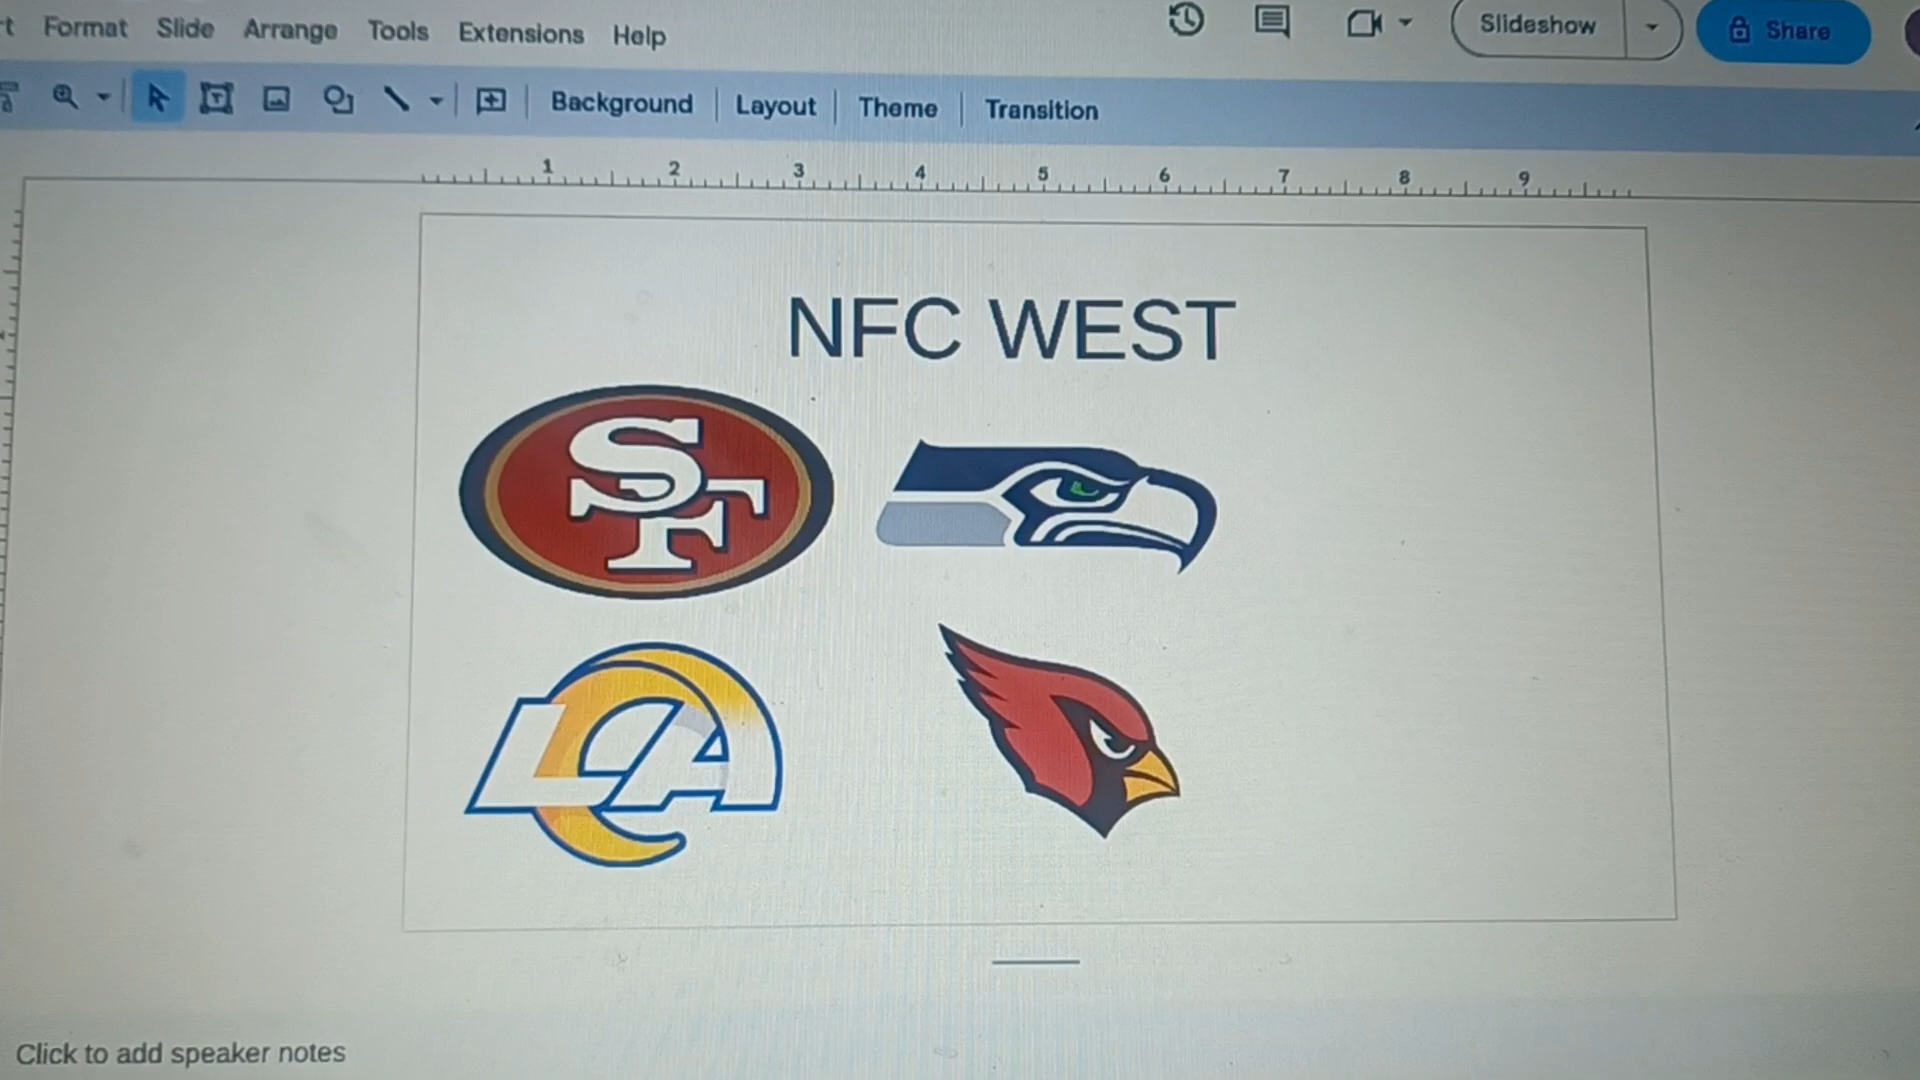 Format Slide Arrange Tools Extensions Help Slideshow Share
Background Layout Theme Transition
1 2 3 4 5 6 7 8 9
NFC WEST
SF
LA
Click to add speaker notes